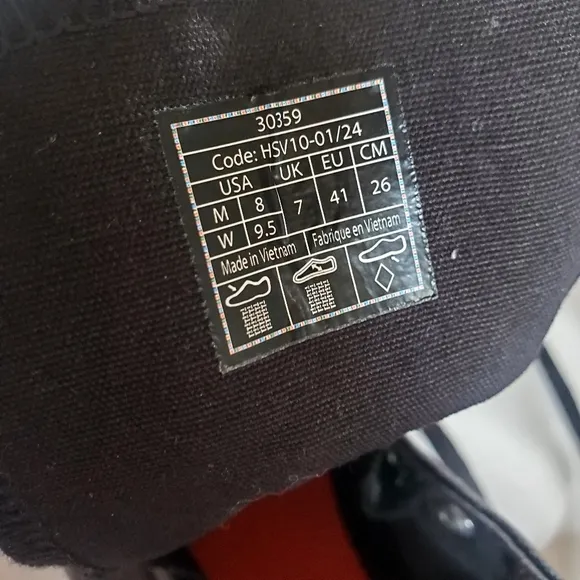 30359
Code: HSV10-01/24
USA UK EU CM
M 8 7 41 26
W 9.5
Made in Vietnam Fabrique en Vietnam